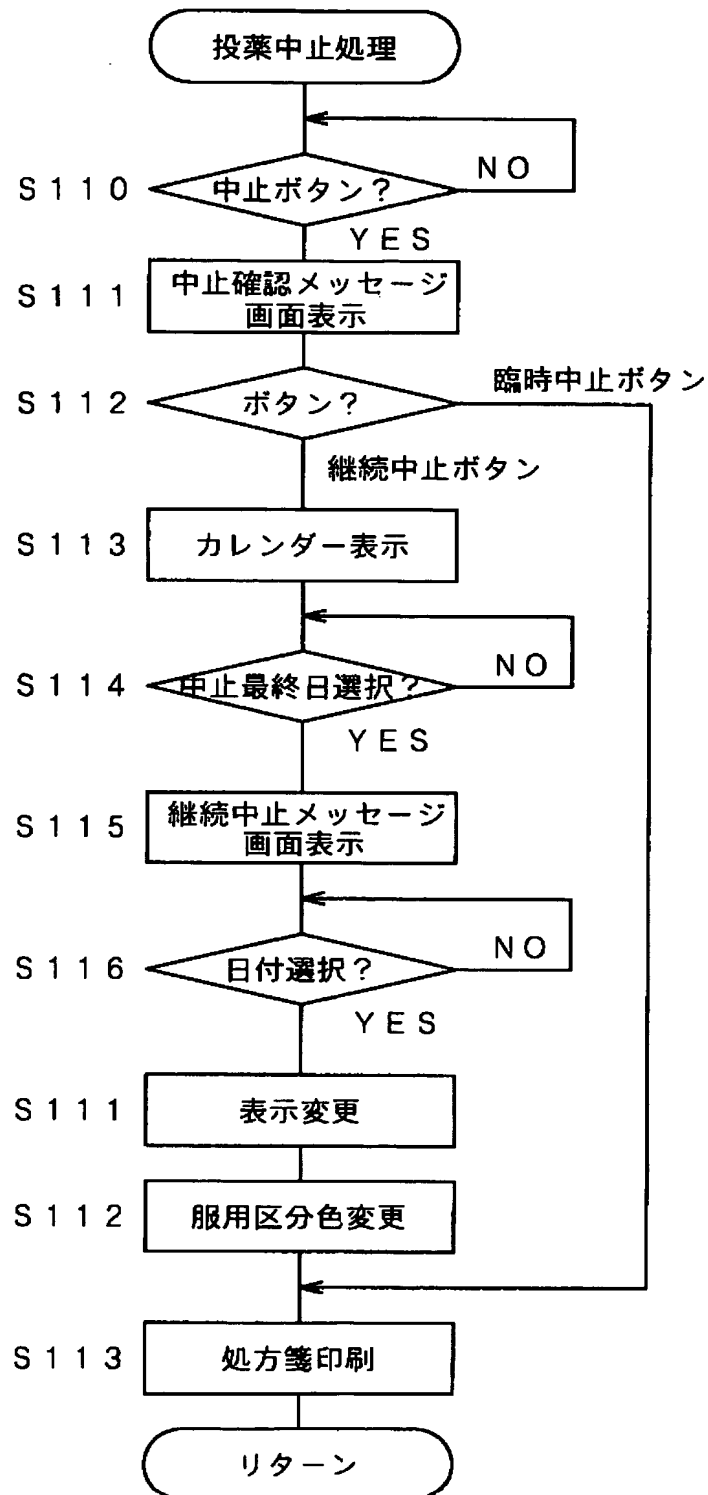 投薬中止処理
NO
S110
中止ボタン?
YES
S111
中止確認メッセージ
画面表示
臨時中止ボタン
S112
ボタン?
継続中止ボタン
S113
カレンダー表示
NO
S114
中止最終日選択?
YES
S115
継続中止メッセージ
画面表示
NO
S116
日付選択?
YES
S111
表示変更
S112
服用区分色変更
S113
処方箋印刷
リターン